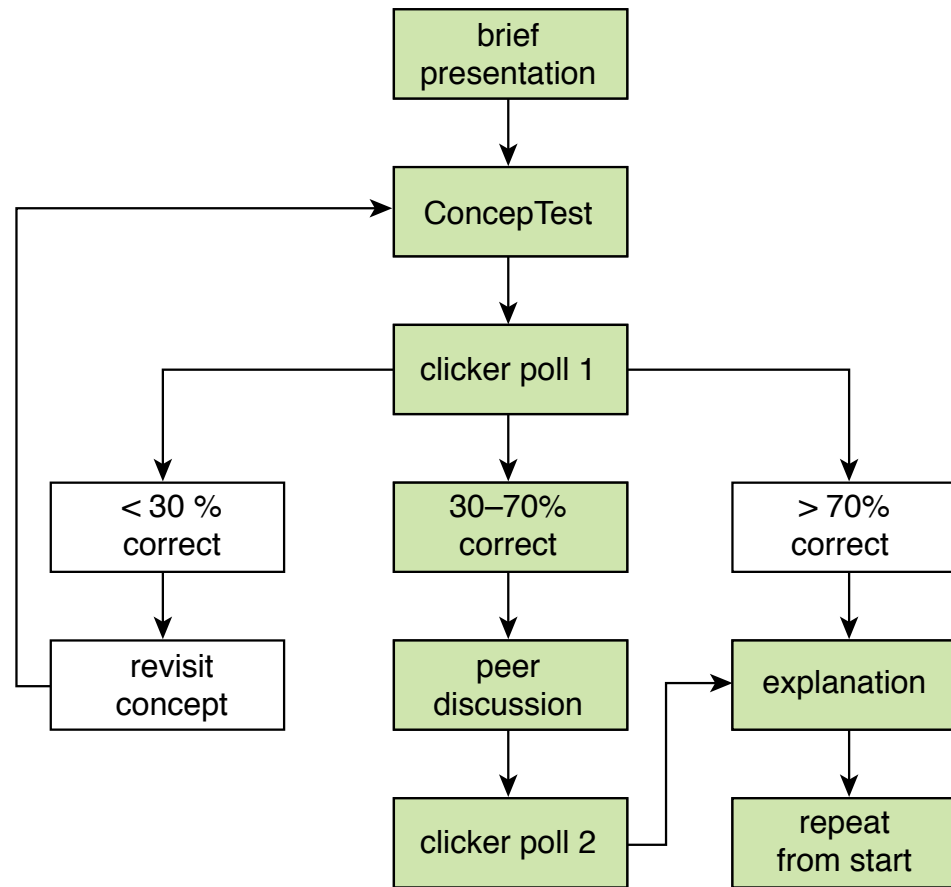 brief
presentation
ConcepTest
clicker poll 1
< 30 %
correct
30–70%
correct
> 70%
correct
revisit
concept
peer
discussion
explanation
clicker poll 2
repeat
from start